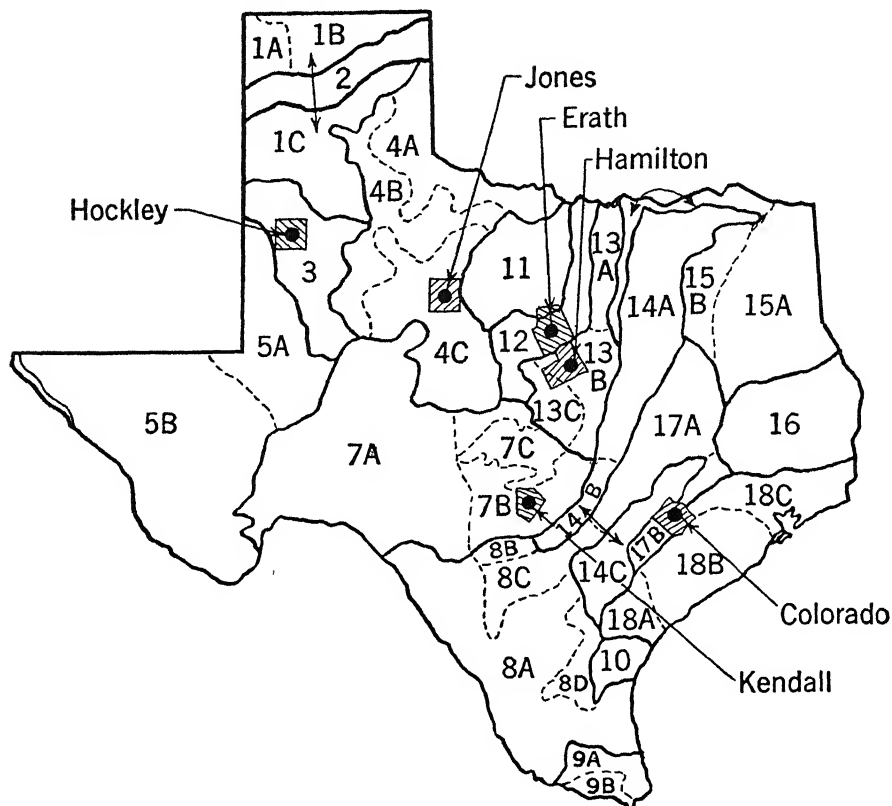 1A
1B
2
Jones
Erath
1C
4A
Hamilton
4B
Hockley
3
11
13
A
15
B
14A
15A
5A
12
13
B
4C
5B
13C
17A
16
7A
7C
7B
14 B
18C
8B
17B
8C
14C
18B
18A
Colorado
8A
10
8D
Kendall
9A
9B